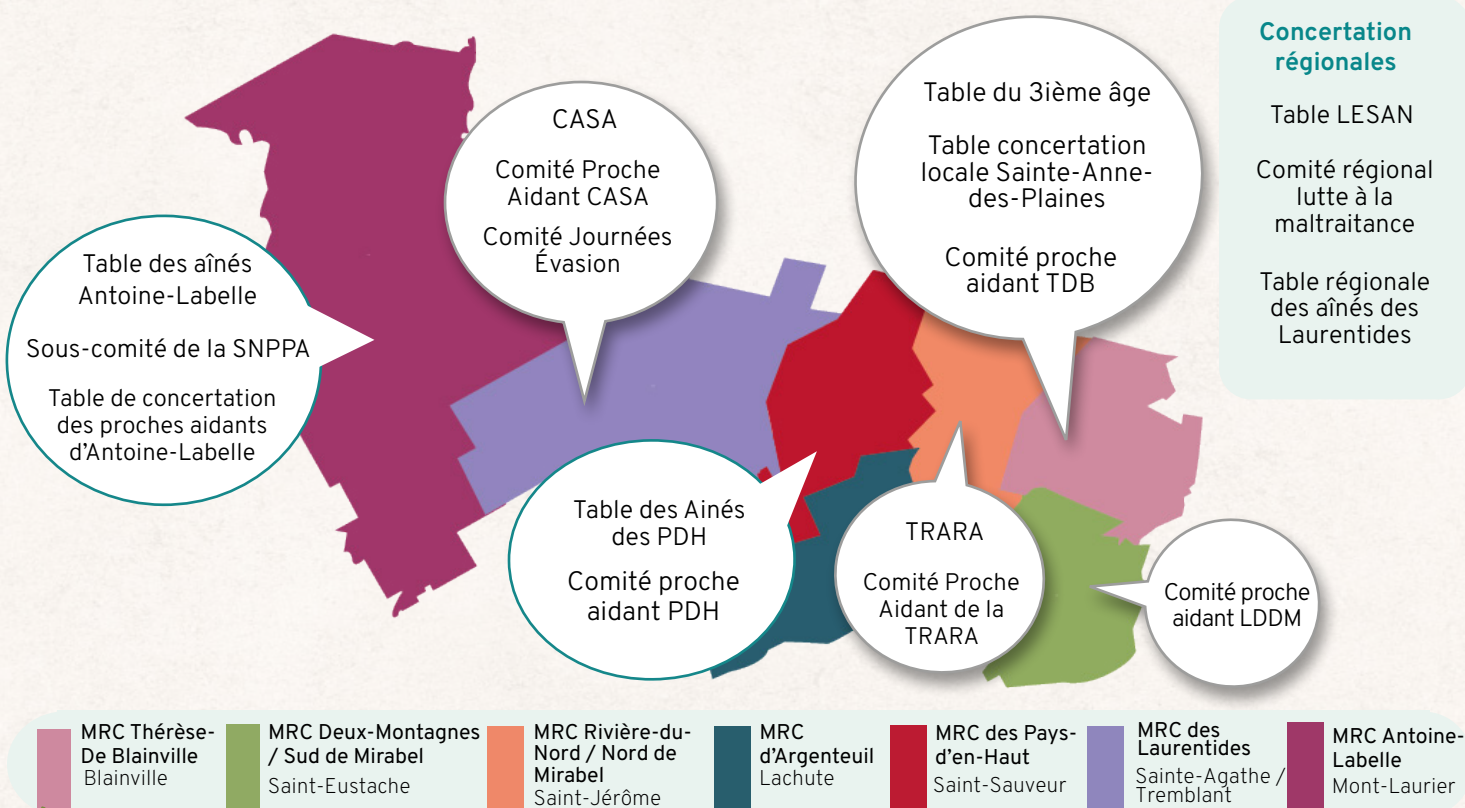 Concertation
régionales
Table LESAN
Comité régional
lutte à la
maltraitance
Table régionale
des aînés des
Laurentides
Table du 3ième âge
Table concertation
locale Sainte-Anne-
des-Plaines
Comité proche
aidant TDB
CASA
Comité Proche
Aidant CASA
Comité Journées
Évasion
Table des aînés
Antoine-Labelle
Sous-comité de la SNPPA
Table de concertation
des proches aidants
d'Antoine-Labelle
Table des Ainés
des PDH
Comité proche
aidant PDH
TRARA
Comité Proche
Aidant de la
TRARA
Comité proche
aidant LDDM
MRC Thérèse-
De Blainville
Blainville
MRC Deux-Montagnes
/ Sud de Mirabel
Saint-Eustache
MRC Rivière-du-
Nord / Nord de
Mirabel
Saint-Jérôme
MRC
d'Argenteuil
Lachute
MRC des Pays-
d'en-Haut
Saint-Sauveur
MRC des
Laurentides
Sainte-Agathe /
Tremblant
MRC Antoine-
Labelle
Mont-Laurier